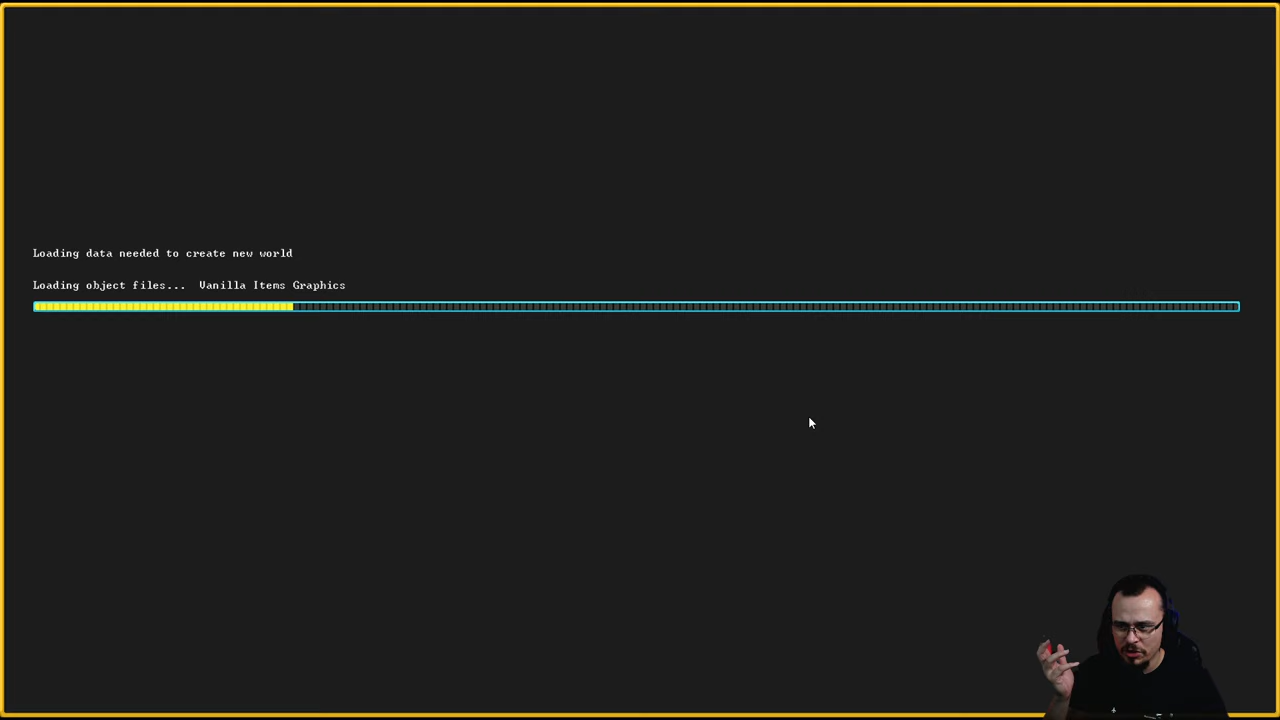 Loading data needed to create new world
Loading object files...  Vanilla Items Graphics